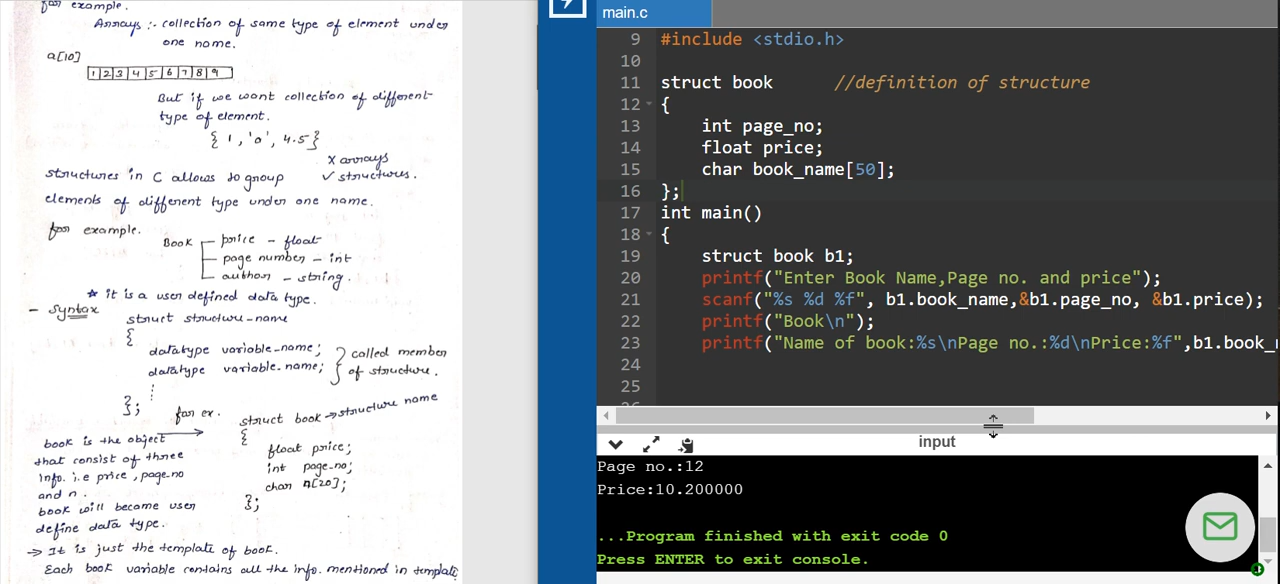 for example.
Arrays :- collection of same type of element under
one name.
a[10]
1 2 3 4 5 6 7 8 9
But if we want collection of different
type of element.
{ 1 , 'a' , 4.5 }
x arrays
✓ structures.
structures in C allows to group
elements of different type under one name.
for example.
Book
price - float
page number - int
author - string.
* it is a user defined data type.
- Syntax
struct structure-name
{
datatype variable-name;
datatype variable-name;
called member
of structure.
};
for ex.
struct book → structure name
{
float price;
int page-no;
char n[20];
};
book is the object
that consist of three
info. i.e price, page-no
and n.
book will become user
define data type.
→ It is just the template of book.
Each book variable contains all the info. mentioned in template
main.c
9 #include <stdio.h>
10
11 struct book //definition of structure
12 {
13 int page_no;
14 float price;
15 char book_name[50];
16 };
17 int main()
18 {
19 struct book b1;
20 printf("Enter Book Name,Page no. and price");
21 scanf("%s %d %f", b1.book_name,&b1.page_no, &b1.price);
22 printf("Book\n");
23 printf("Name of book:%s\nPage no.:%d\nPrice:%f",b1.book_
24
25
26
input
Page no.:12
Price:10.200000
...Program finished with exit code 0
Press ENTER to exit console.